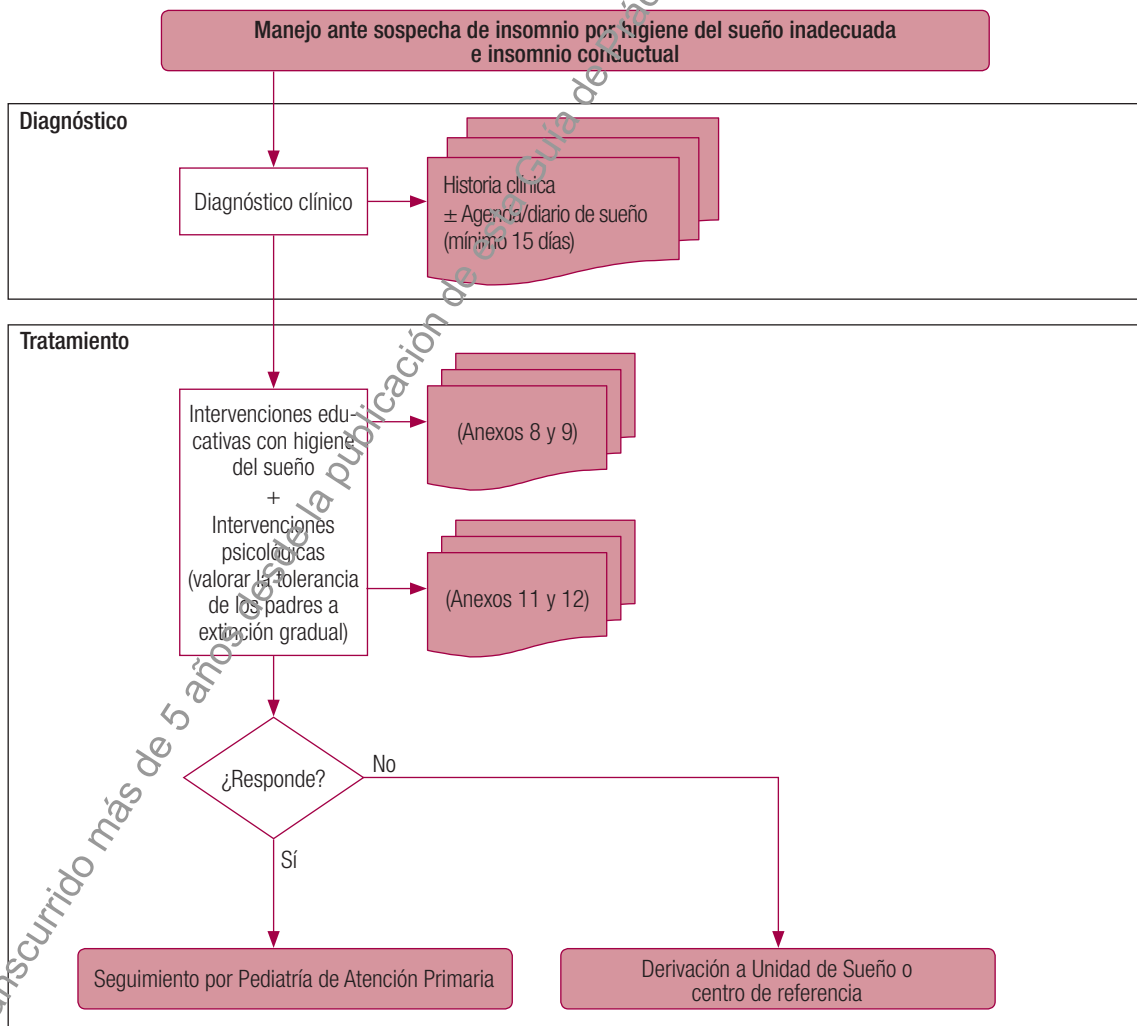 Manejo ante sospecha de insomnio por higiene del sueño inadecuada
e insomnio conductual
Diagnóstico
Diagnóstico clínico
Historia clínica
± Agenda/diario de sueño
(mínimo 15 días)
Tratamiento
Intervenciones edu-
cativas con higiene
del sueño
+
Intervenciones
psicológicas
(valorar la tolerancia
de los padres a
extinción gradual)
(Anexos 8 y 9)
(Anexos 11 y 12)
¿Responde?
No
Sí
Seguimiento por Pediatría de Atención Primaria
Derivación a Unidad de Sueño o
centro de referencia
más de 5 años desde la publicación de esta Guía de